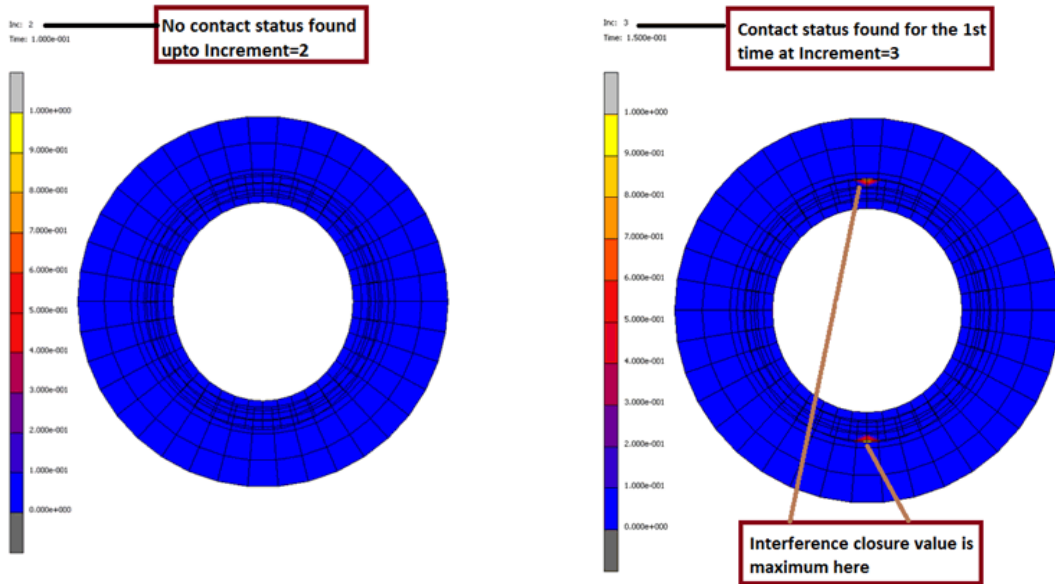 Inc: 2
Time: 1.000e-001
No contact status found
upto Increment=2
1.000e+000
9.000e-001
8.000e-001
7.000e-001
6.000e-001
5.000e-001
4.000e-001
3.000e-001
2.000e-001
1.000e-001
0.000e+000
Inc: 3
Time: 1.500e-001
Contact status found for the 1st
time at Increment=3
1.000e+000
9.000e-001
8.000e-001
7.000e-001
6.000e-001
5.000e-001
4.000e-001
3.000e-001
2.000e-001
1.000e-001
0.000e+000
Interference closure value is
maximum here